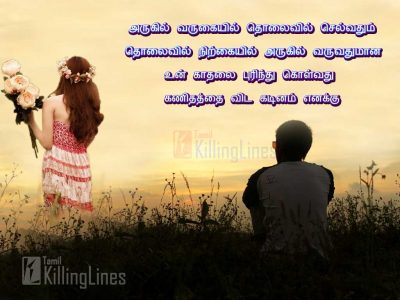 அருகில் வருகையில் தொலைவில் செல்வதும்
தொலைவில் நிற்கையில் அருகில் வருவதுமான
உன் காதலை புரிந்து கொள்வது
கணிதத்தை விட கடினம் எனக்கு
Tamil
KillingLines
Tamil
KillingLines